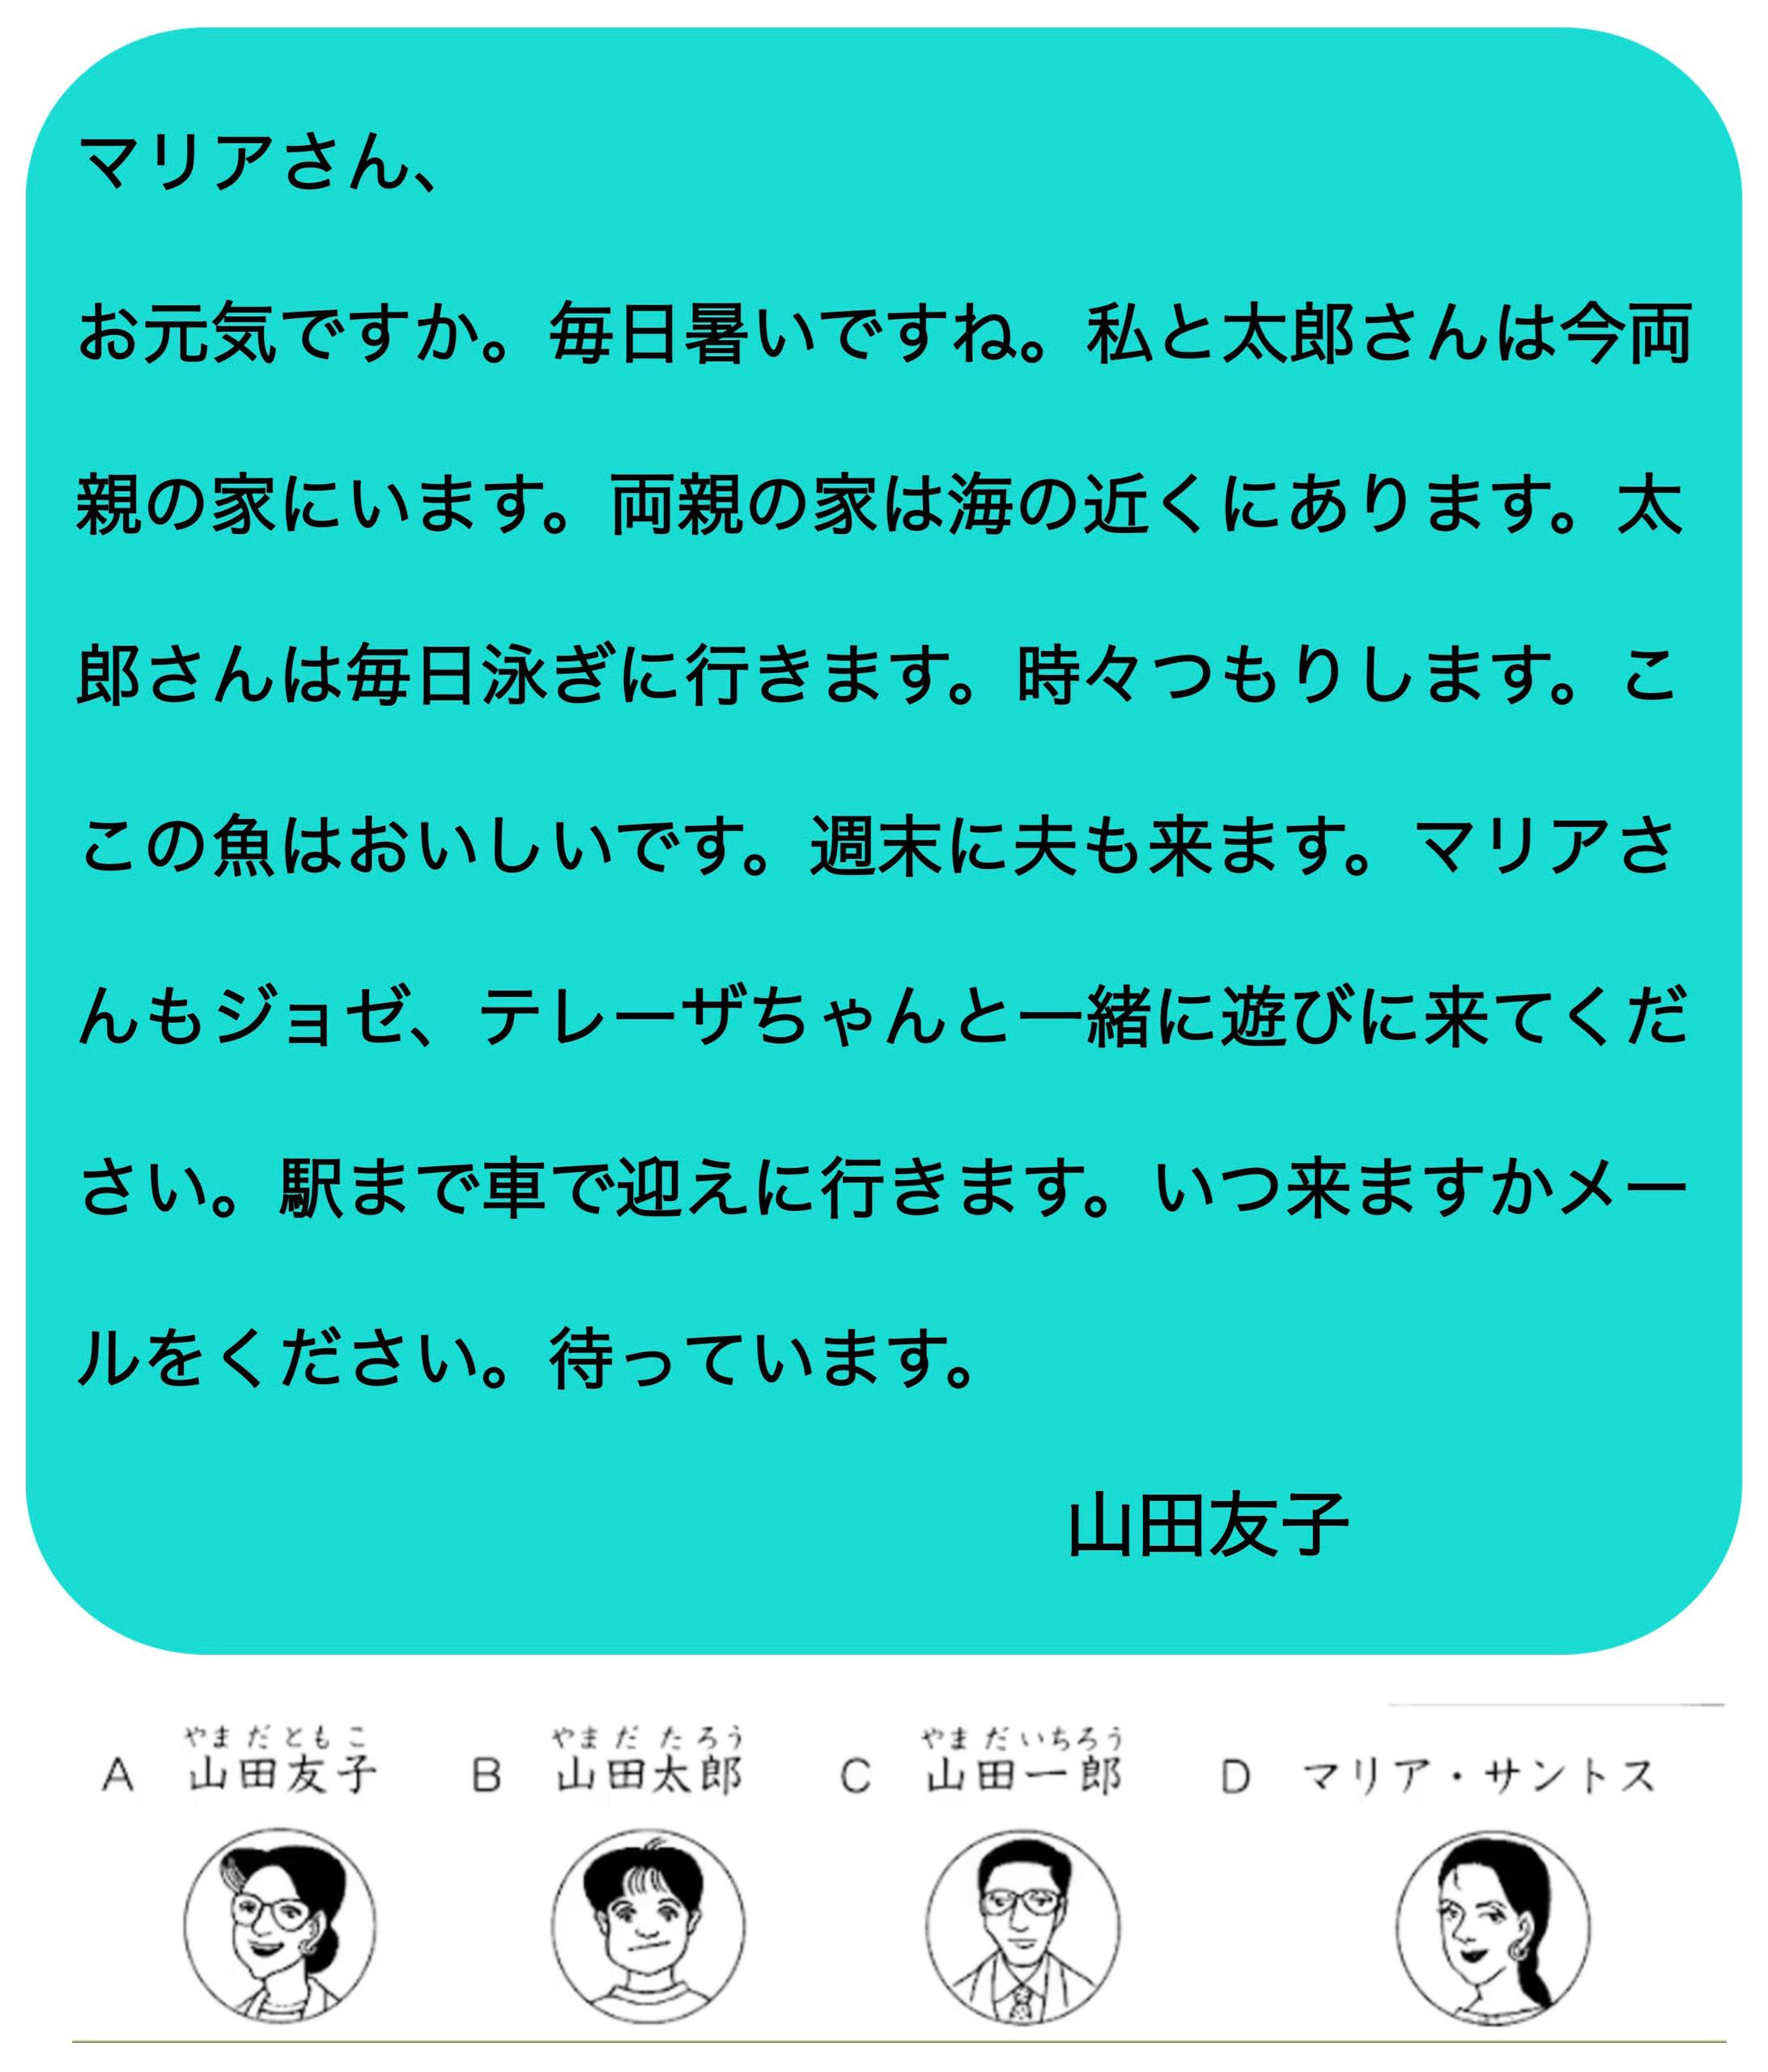 マリアさん、
お元気ですか。毎日暑いですね。私と太郎さんは今両
親の家にいます。両親の家は海の近くにあります。太
郎さんは毎日泳ぎに行きます。時々つもりします。こ
この魚はおいしいです。週末に夫も来ます。マリアさ
んもジョゼ、テレーザちゃんと一緒に遊びに来てくだ
さい。駅まで車で迎えに行きます。いつ来ますかメー
ルをください。待っています。
山田友子
やまだともこ やまだたろう やまだいちろう
A 山田友子 B 山田太郎 C 山田一郎 D マリア・サントス